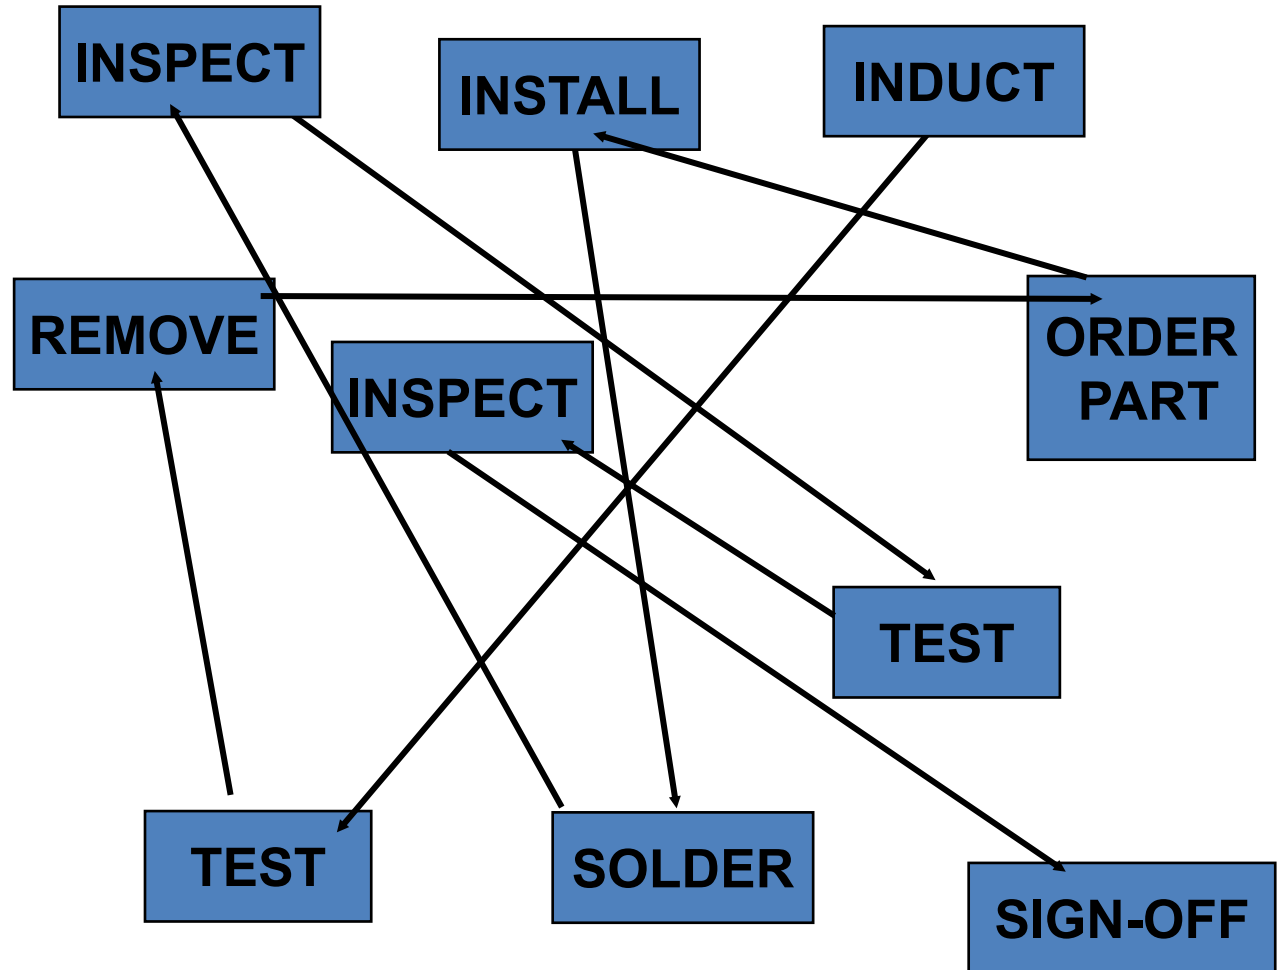 INSPECT
INSTALL
INDUCT
REMOVE
ORDER
PART
INSPECT
TEST
TEST
SOLDER
SIGN-OFF